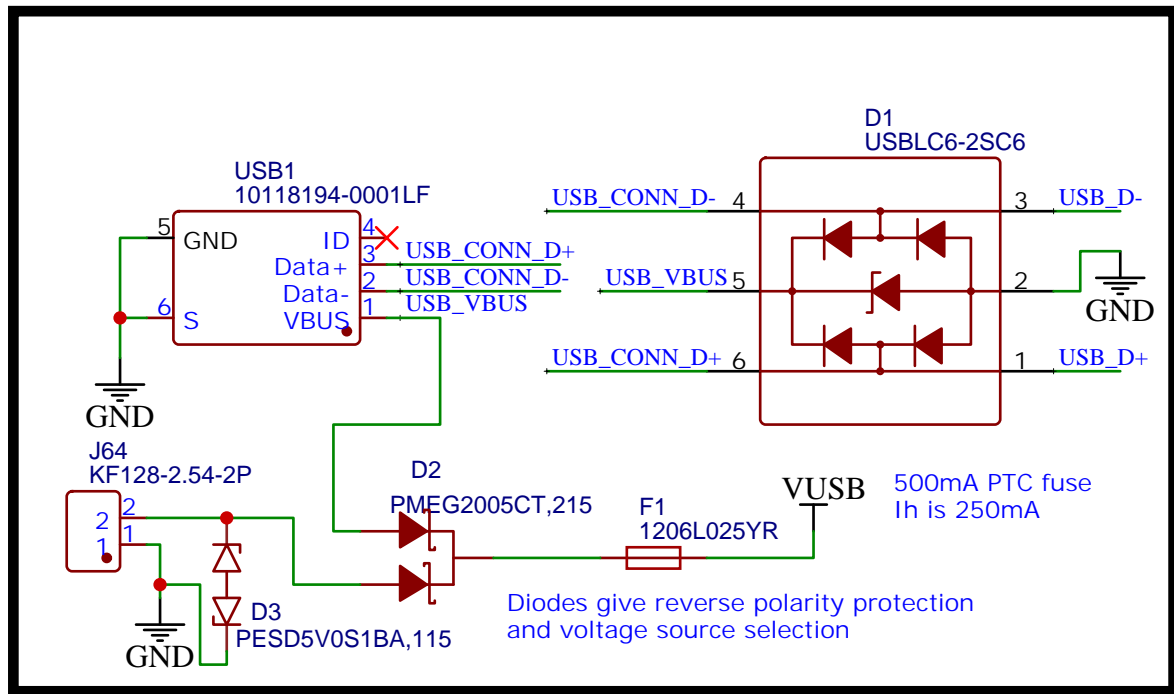 D1
USBLC6-2SC6
USB1
10118194-0001LF
USB_CONN_D- 4
3 USB_D-
5 GND
ID 4
Data+ 3 USB_CONN_D+
Data- 2 USB_CONN_D-
VBUS 1 USB_VBUS
6 S
USB_VBUS 5
2
GND
USB_CONN_D+ 6
1 USB_D+
GND
J64
KF128-2.54-2P
2 2
1 1
D2
PMEG2005CT,215
F1
1206L025YR
VUSB
500mA PTC fuse
Ih is 250mA
D3
PESD5V0S1BA,115
GND
Diodes give reverse polarity protection
and voltage source selection